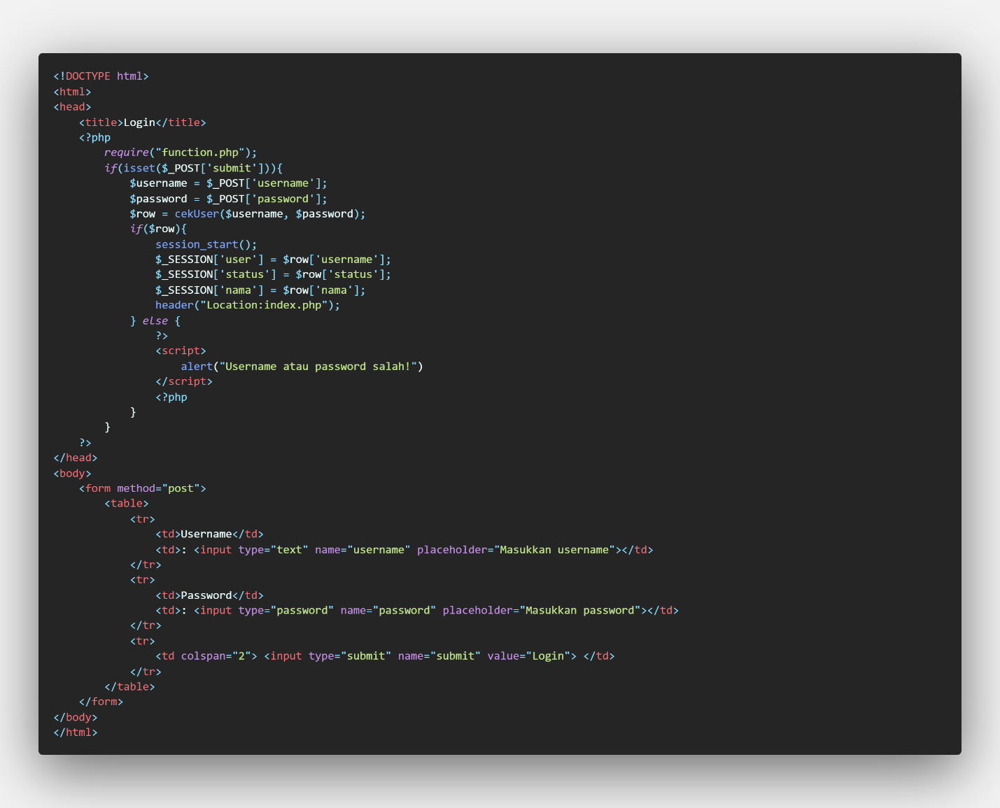 <!DOCTYPE html>
<html>
<head>
    <title>Login</title>
    <?php
        require("function.php");
        if(isset($_POST['submit'])){
            $username = $_POST['username'];
            $password = $_POST['password'];
            $row = cekUser($username, $password);
            if($row){
                session_start();
                $_SESSION['user'] = $row['username'];
                $_SESSION['status'] = $row['status'];
                $_SESSION['nama'] = $row['nama'];
                header("Location:index.php");
            } else {
                ?>
                <script>
                    alert("Username atau password salah!")
                </script>
                <?php
            }
        }
    ?>
</head>
<body>
    <form method="post">
        <table>
            <tr>
                <td>Username</td>
                <td>: <input type="text" name="username" placeholder="Masukkan username"></td>
            </tr>
            <tr>
                <td>Password</td>
                <td>: <input type="password" name="password" placeholder="Masukkan password"></td>
            </tr>
            <tr>
                <td colspan="2"> <input type="submit" name="submit" value="Login"> </td>
            </tr>
        </table>
    </form>
</body>
</html>